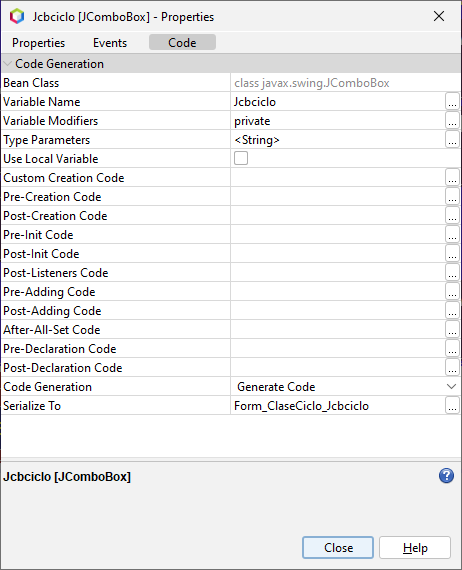 Jcbciclo [JComboBox] - Properties
Properties Events Code
Code Generation
Bean Class class javax.swing.JComboBox
Variable Name Jcbciclo ...
Variable Modifiers private ...
Type Parameters <String> ...
Use Local Variable
Custom Creation Code ...
Pre-Creation Code ...
Post-Creation Code ...
Pre-Init Code ...
Post-Init Code ...
Post-Listeners Code ...
Pre-Adding Code ...
Post-Adding Code ...
After-All-Set Code ...
Pre-Declaration Code ...
Post-Declaration Code ...
Code Generation Generate Code
Serialize To Form_ClaseCiclo_Jcbciclo ...
Jcbciclo [JComboBox] ?
Close Help